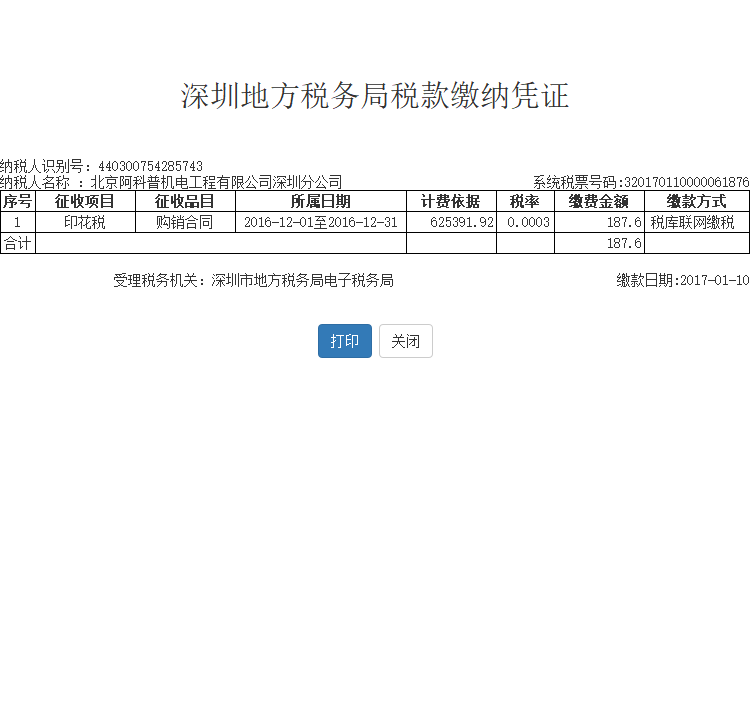 深圳地方税务局税款缴纳凭证
纳税人识别号: 440300754285743
纳税人名称 : 北京阿科普机电工程有限公司深圳分公司 系统税票号码:320170110000061876
序号 征收项目 征收品目 所属日期 计费依据 税率 缴费金额 缴款方式
1 印花税 购销合同 2016-12-01至2016-12-31 625391.92 0.0003 187.6 税库联网缴税
合计 187.6
受理税务机关: 深圳市地方税务局电子税务局 缴款日期:2017-01-10
打印 关闭